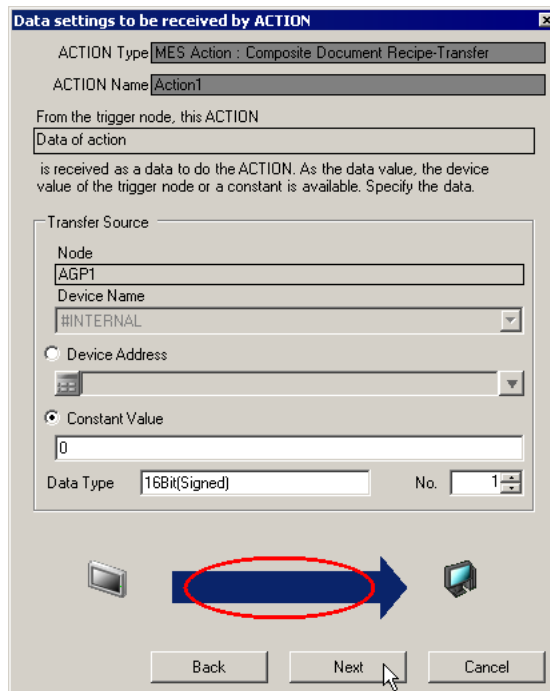 Data settings to be received by ACTION
ACTION Type MES Action : Composite Document Recipe-Transfer
ACTION Name Action1
From the trigger node, this ACTION
Data of action
is received as a data to do the ACTION. As the data value, the device
value of the trigger node or a constant is available. Specify the data.
Transfer Source
Node
AGP1
Device Name
#INTERNAL
Device Address
Constant Value
0
Data Type 16Bit(Signed) No. 1
Back Next Cancel